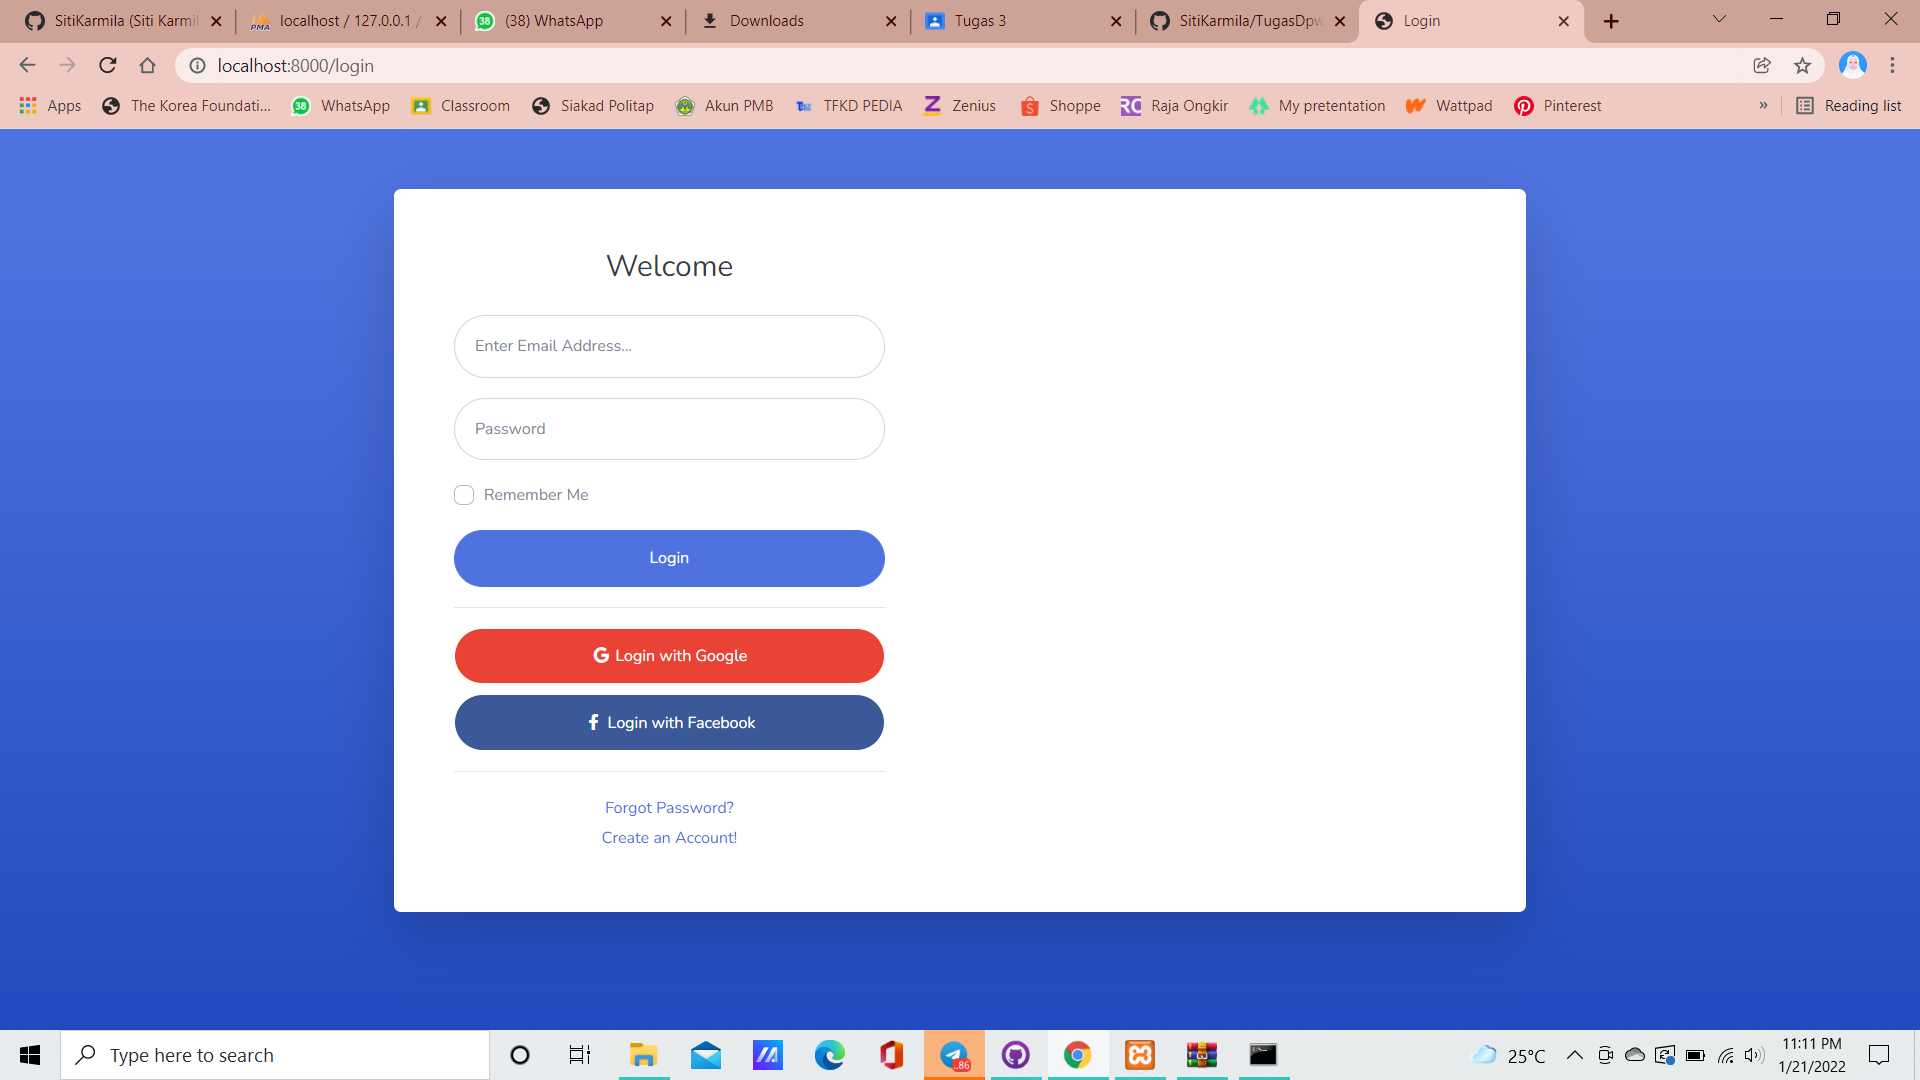 SitiKarmila (Siti Karmil
localhost / 127.0.0.1 /
(38) WhatsApp
Downloads
Tugas 3
SitiKarmila/TugasDpw
Login
localhost:8000/login
Apps
The Korea Foundati...
WhatsApp
Classroom
Siakad Politap
Akun PMB
TFKD PEDIA
Zenius
Shoppe
Raja Ongkir
My pretentation
Wattpad
Pinterest
»
Reading list
Welcome
Enter Email Address...
Password
Remember Me
Login
Login with Google
Login with Facebook
Forgot Password?
Create an Account!
Type here to search
..86
25°C
11:11 PM
1/21/2022